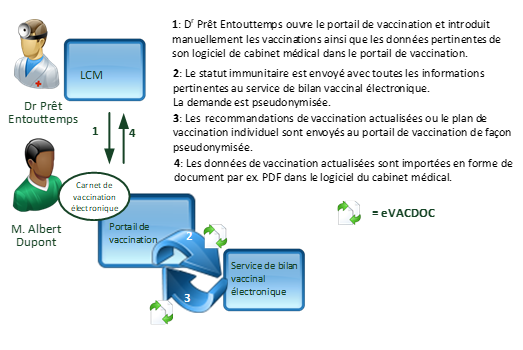 LCM
Dr Prêt
Entouttemps
1
4
Carnet de
vaccination
électronique
M. Albert
Dupont
Portail de
vaccination
2
3
Service de bilan
vaccinal
électronique
1: Dr Prêt Entouttemps ouvre le portail de vaccination et introduit
manuellement les vaccinations ainsi que les données pertinentes de
son logiciel de cabinet médical dans le portail de vaccination.
2: Le statut immunitaire est envoyé avec toutes les informations
pertinentes au service de bilan vaccinal électronique.
La demande est pseudonymisée.
3: Les recommandations de vaccination actualisées ou le plan de
vaccination individuel sont envoyés au portail de vaccination de façon
pseudonymisée.
4: Les données de vaccination actualisées sont importées en forme de
document par ex. PDF dans le logiciel du cabinet médical.
= eVACDOC